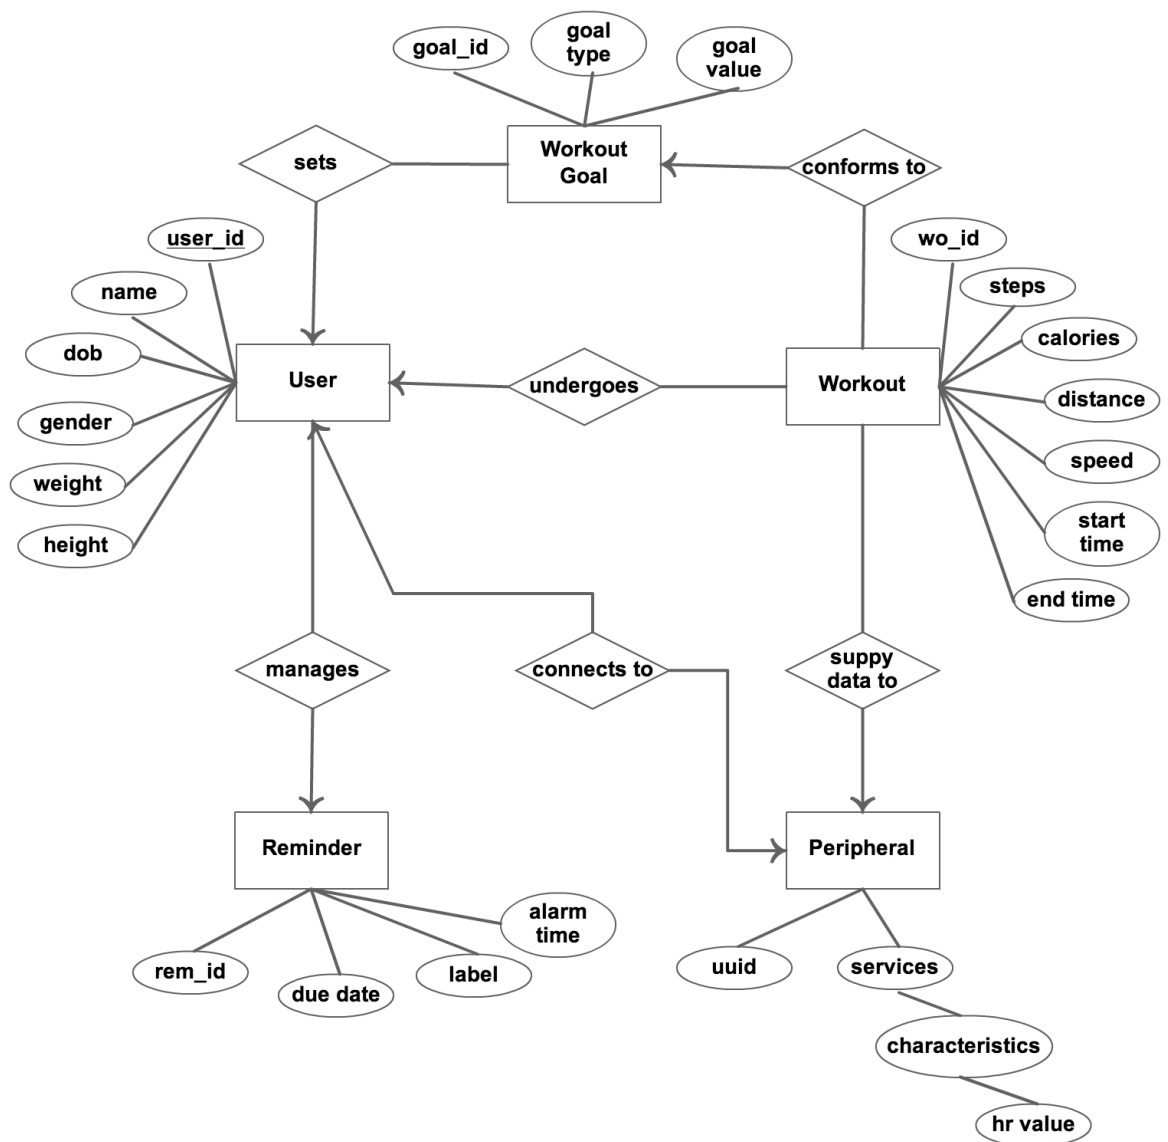 goal_id
goal
type
goal
value
sets
Workout
Goal
conforms to
user_id
name
dob
gender
weight
height
User
undergoes
Workout
wo_id
steps
calories
distance
speed
start
time
end time
manages
connects to
suppy
data to
Reminder
Peripheral
rem_id
due date
label
alarm
time
uuid
services
characteristics
hr value